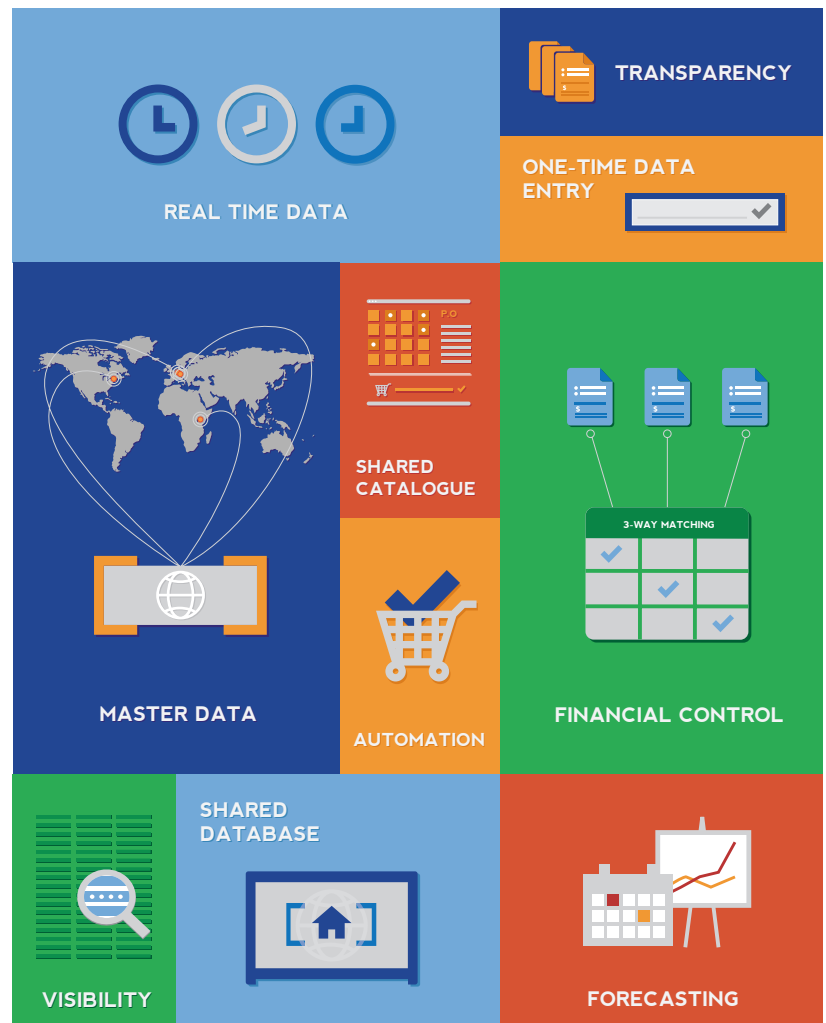 TRANSPARENCY
REAL TIME DATA
ONE-TIME DATA
ENTRY
$
P.O
SHARED
CATALOGUE
$
$
$
3-WAY MATCHING
MASTER DATA
AUTOMATION
FINANCIAL CONTROL
SHARED
DATABASE
VISIBILITY
FORECASTING